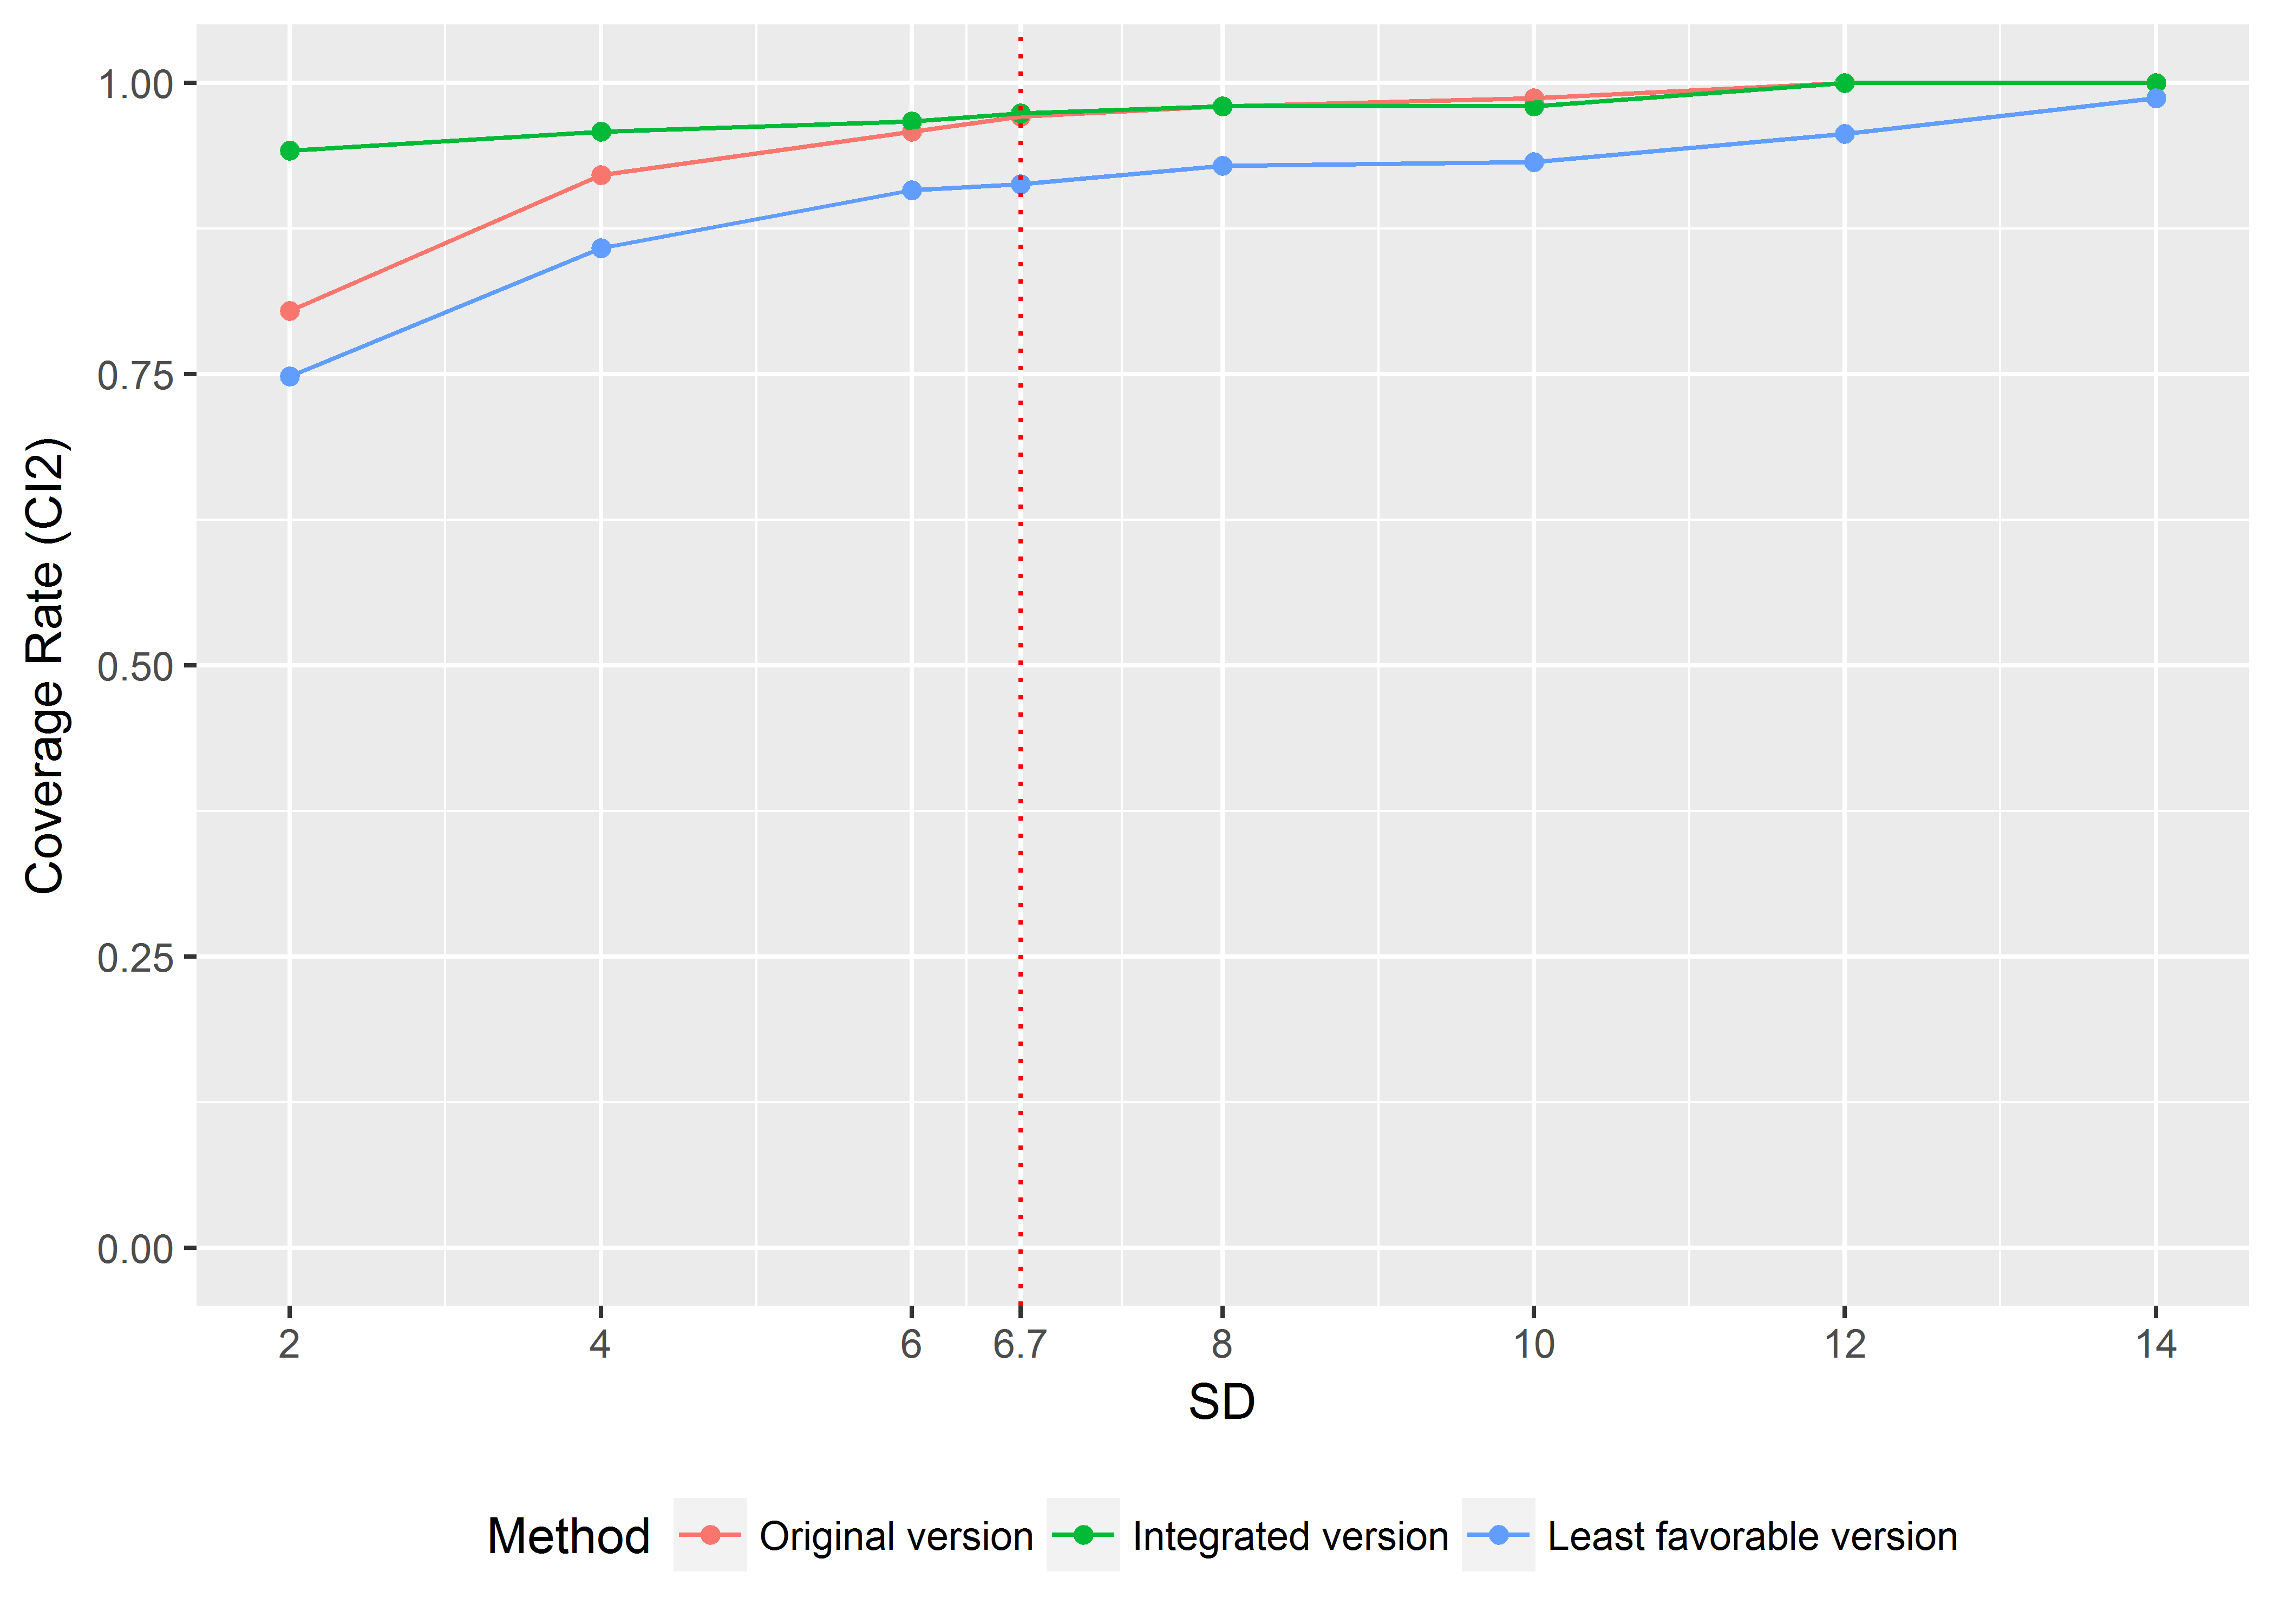 Coverage Rate (CI2)
1.00
0.75
0.50
0.25
0.00
2 4 6 6.7 8 10 12 14
SD
Method Original version Integrated version Least favorable version